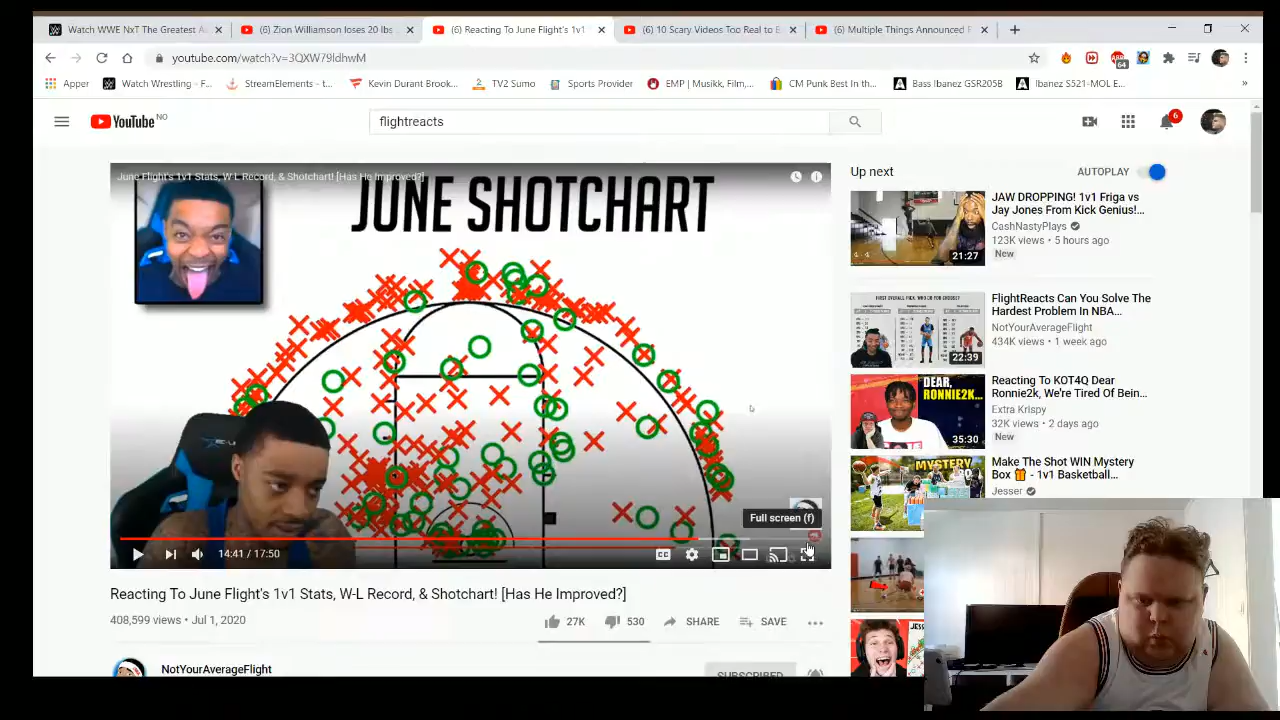 Watch WWE NxT The Greatest A
(6) Zion Williamson loses 20 lbs
(6) Reacting To June Flight's 1v1
(6) 10 Scary Videos Too Real to E
(6) Multiple Things Announced F
youtube.com/watch?v=3QXW79ldhwM
64
Apper
Watch Wrestling - F...
StreamElements - t...
Kevin Durant Brook...
TV2 Sumo
Sports Provider
EMP | Musikk, Film,...
CM Punk Best In th...
Bass Ibanez GSR205B
Ibanez S521-MOL E...
YouTube NO
flightreacts
6
June Flight's 1v1 Stats, W-L Record, & Shotchart! [Has He Improved?]
JUNE SHOTCHART
Full screen (f)
14:41 / 17:50
CC
Reacting To June Flight's 1v1 Stats, W-L Record, & Shotchart! [Has He Improved?]
408,599 views • Jul 1, 2020
27K
530
SHARE
SAVE
NotYourAverageFlight
SUBSCRIBED
Up next
AUTOPLAY
JAW DROPPING! 1v1 Friga vs
Jay Jones From Kick Genius!...
CashNastyPlays
123K views • 5 hours ago
New
4 - 4
21:27
FlightReacts Can You Solve The
Hardest Problem In NBA...
NotYourAverageFlight
434K views • 1 week ago
22:39
Reacting To KOT4Q Dear
Ronnie2K, We're Tired Of Bein...
Extra Krispy
32K views • 2 days ago
New
DEAR,
RONNIE2K...
35:30
Make The Shot WIN Mystery
Box 🎁 - 1v1 Basketball...
Jesser
MYSTERY